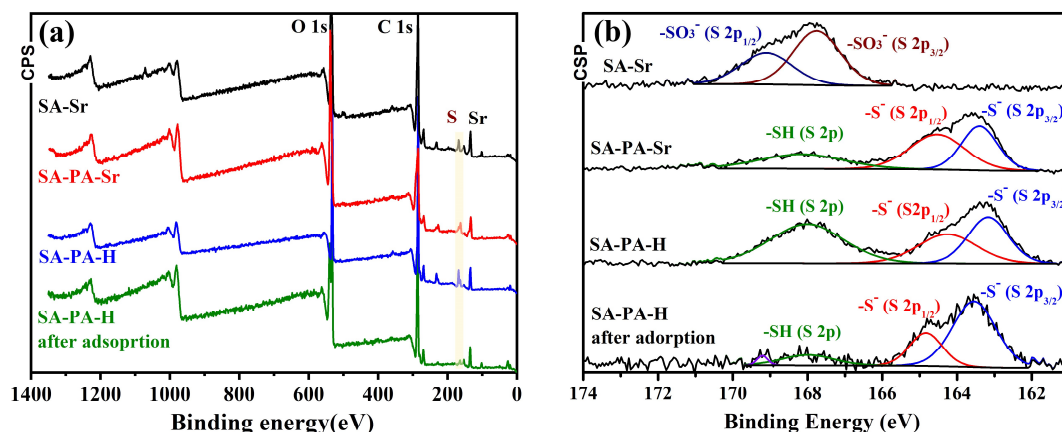 (a)
O 1s
C 1s
CPS
SA-Sr
S
Sr
SA-PA-Sr
SA-PA-H
SA-PA-H
after adsoprtion
1400 1200 1000 800 600 400 200 0
Binding energy(eV)
(b)
CSP
-SO₃⁻ (S 2p₁/₂)
-SO₃⁻ (S 2p₃/₂)
SA-Sr
-S⁻ (S 2p₁/₂)
-S⁻ (S 2p₃/₂)
-SH (S 2p)
SA-PA-Sr
-SH (S 2p)
-S⁻ (S2p₁/₂)
-S⁻ (S 2p₃/₂)
SA-PA-H
SA-PA-H
after adorption
-SH (S 2p)
-S⁻ (S 2p₁/₂)
-S⁻ (S 2p₃/₂)
174 172 170 168 166 164 162
Binding Energy (eV)